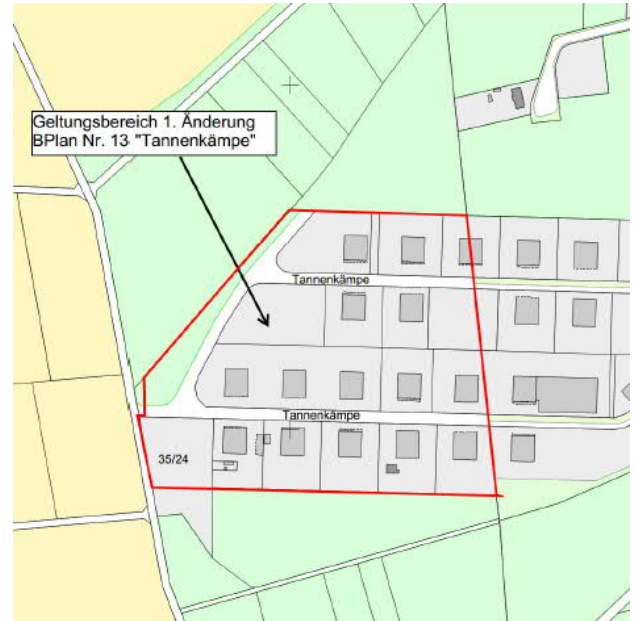 Geltungsbereich 1. Änderung
BPlan Nr. 13 "Tannenkämpe"
Tannenkämpe
Tannenkämpe
35/24